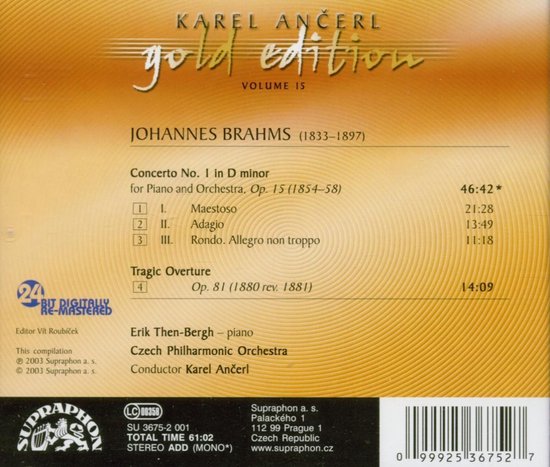 KAREL ANČERL
gold edition
VOLUME 15
JOHANNES BRAHMS (1833–1897)
Concerto No. 1 in D minor
for Piano and Orchestra, Op. 15 (1854–58) 46:42*
1 I. Maestoso 21:28
2 II. Adagio 13:49
3 III. Rondo. Allegro non troppo 11:18
Tragic Overture
4 Op. 81 (1880 rev. 1881) 14:09
24
BIT DIGITALLY
RE-MASTERED
Editor Vít Roubíček
This compilation
℗ 2003 Supraphon a. s.
© 2003 Supraphon a. s.
Erik Then-Bergh – piano
Czech Philharmonic Orchestra
Conductor Karel Ančerl
SUPRAPHON
LC 00358
SU 3675-2 001
TOTAL TIME 61:02
STEREO ADD (MONO*)
Supraphon a. s.
Palackého 1
112 99 Prague 1
Czech Republic
www.supraphon.cz
0 99925 36752 7